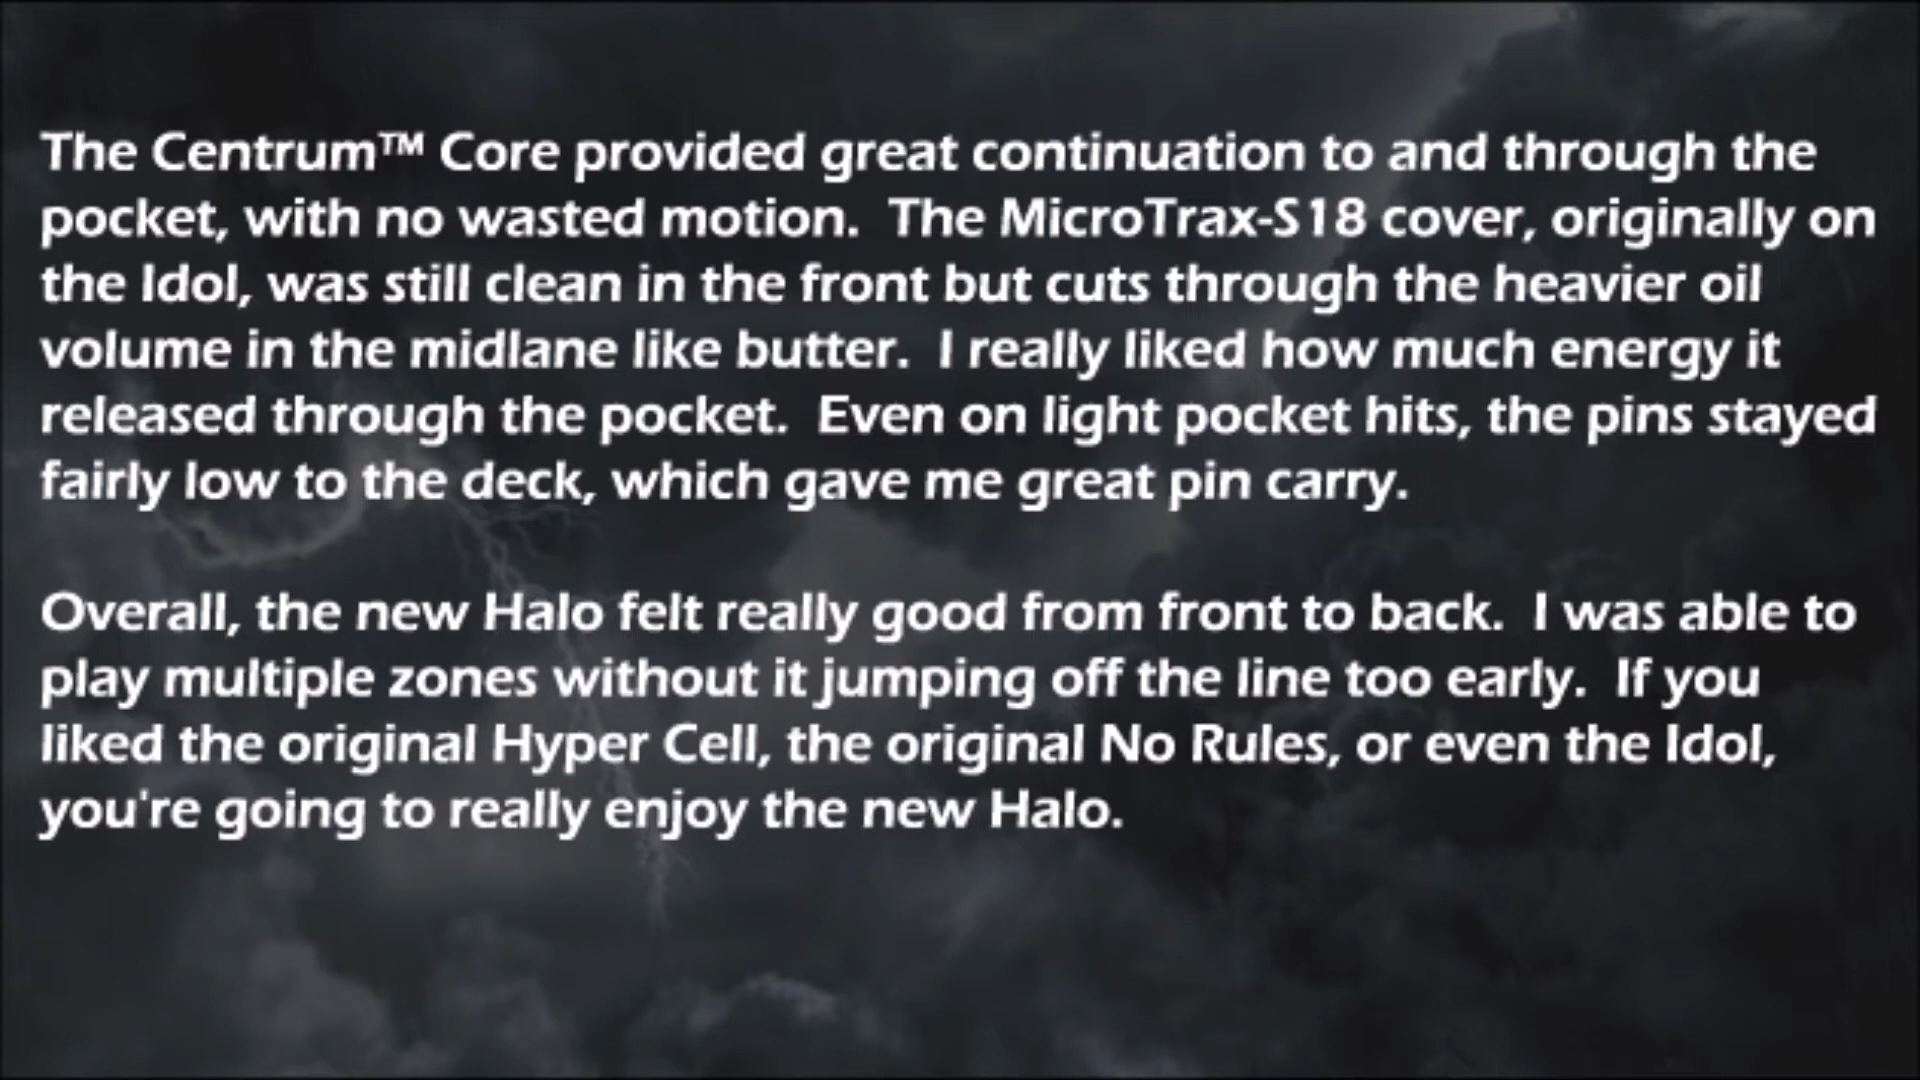 The Centrum™ Core provided great continuation to and through the
pocket, with no wasted motion.  The MicroTrax-S18 cover, originally on
the Idol, was still clean in the front but cuts through the heavier oil
volume in the midlane like butter.  I really liked how much energy it
released through the pocket.  Even on light pocket hits, the pins stayed
fairly low to the deck, which gave me great pin carry.
Overall, the new Halo felt really good from front to back.  I was able to
play multiple zones without it jumping off the line too early.  If you
liked the original Hyper Cell, the original No Rules, or even the Idol,
you're going to really enjoy the new Halo.